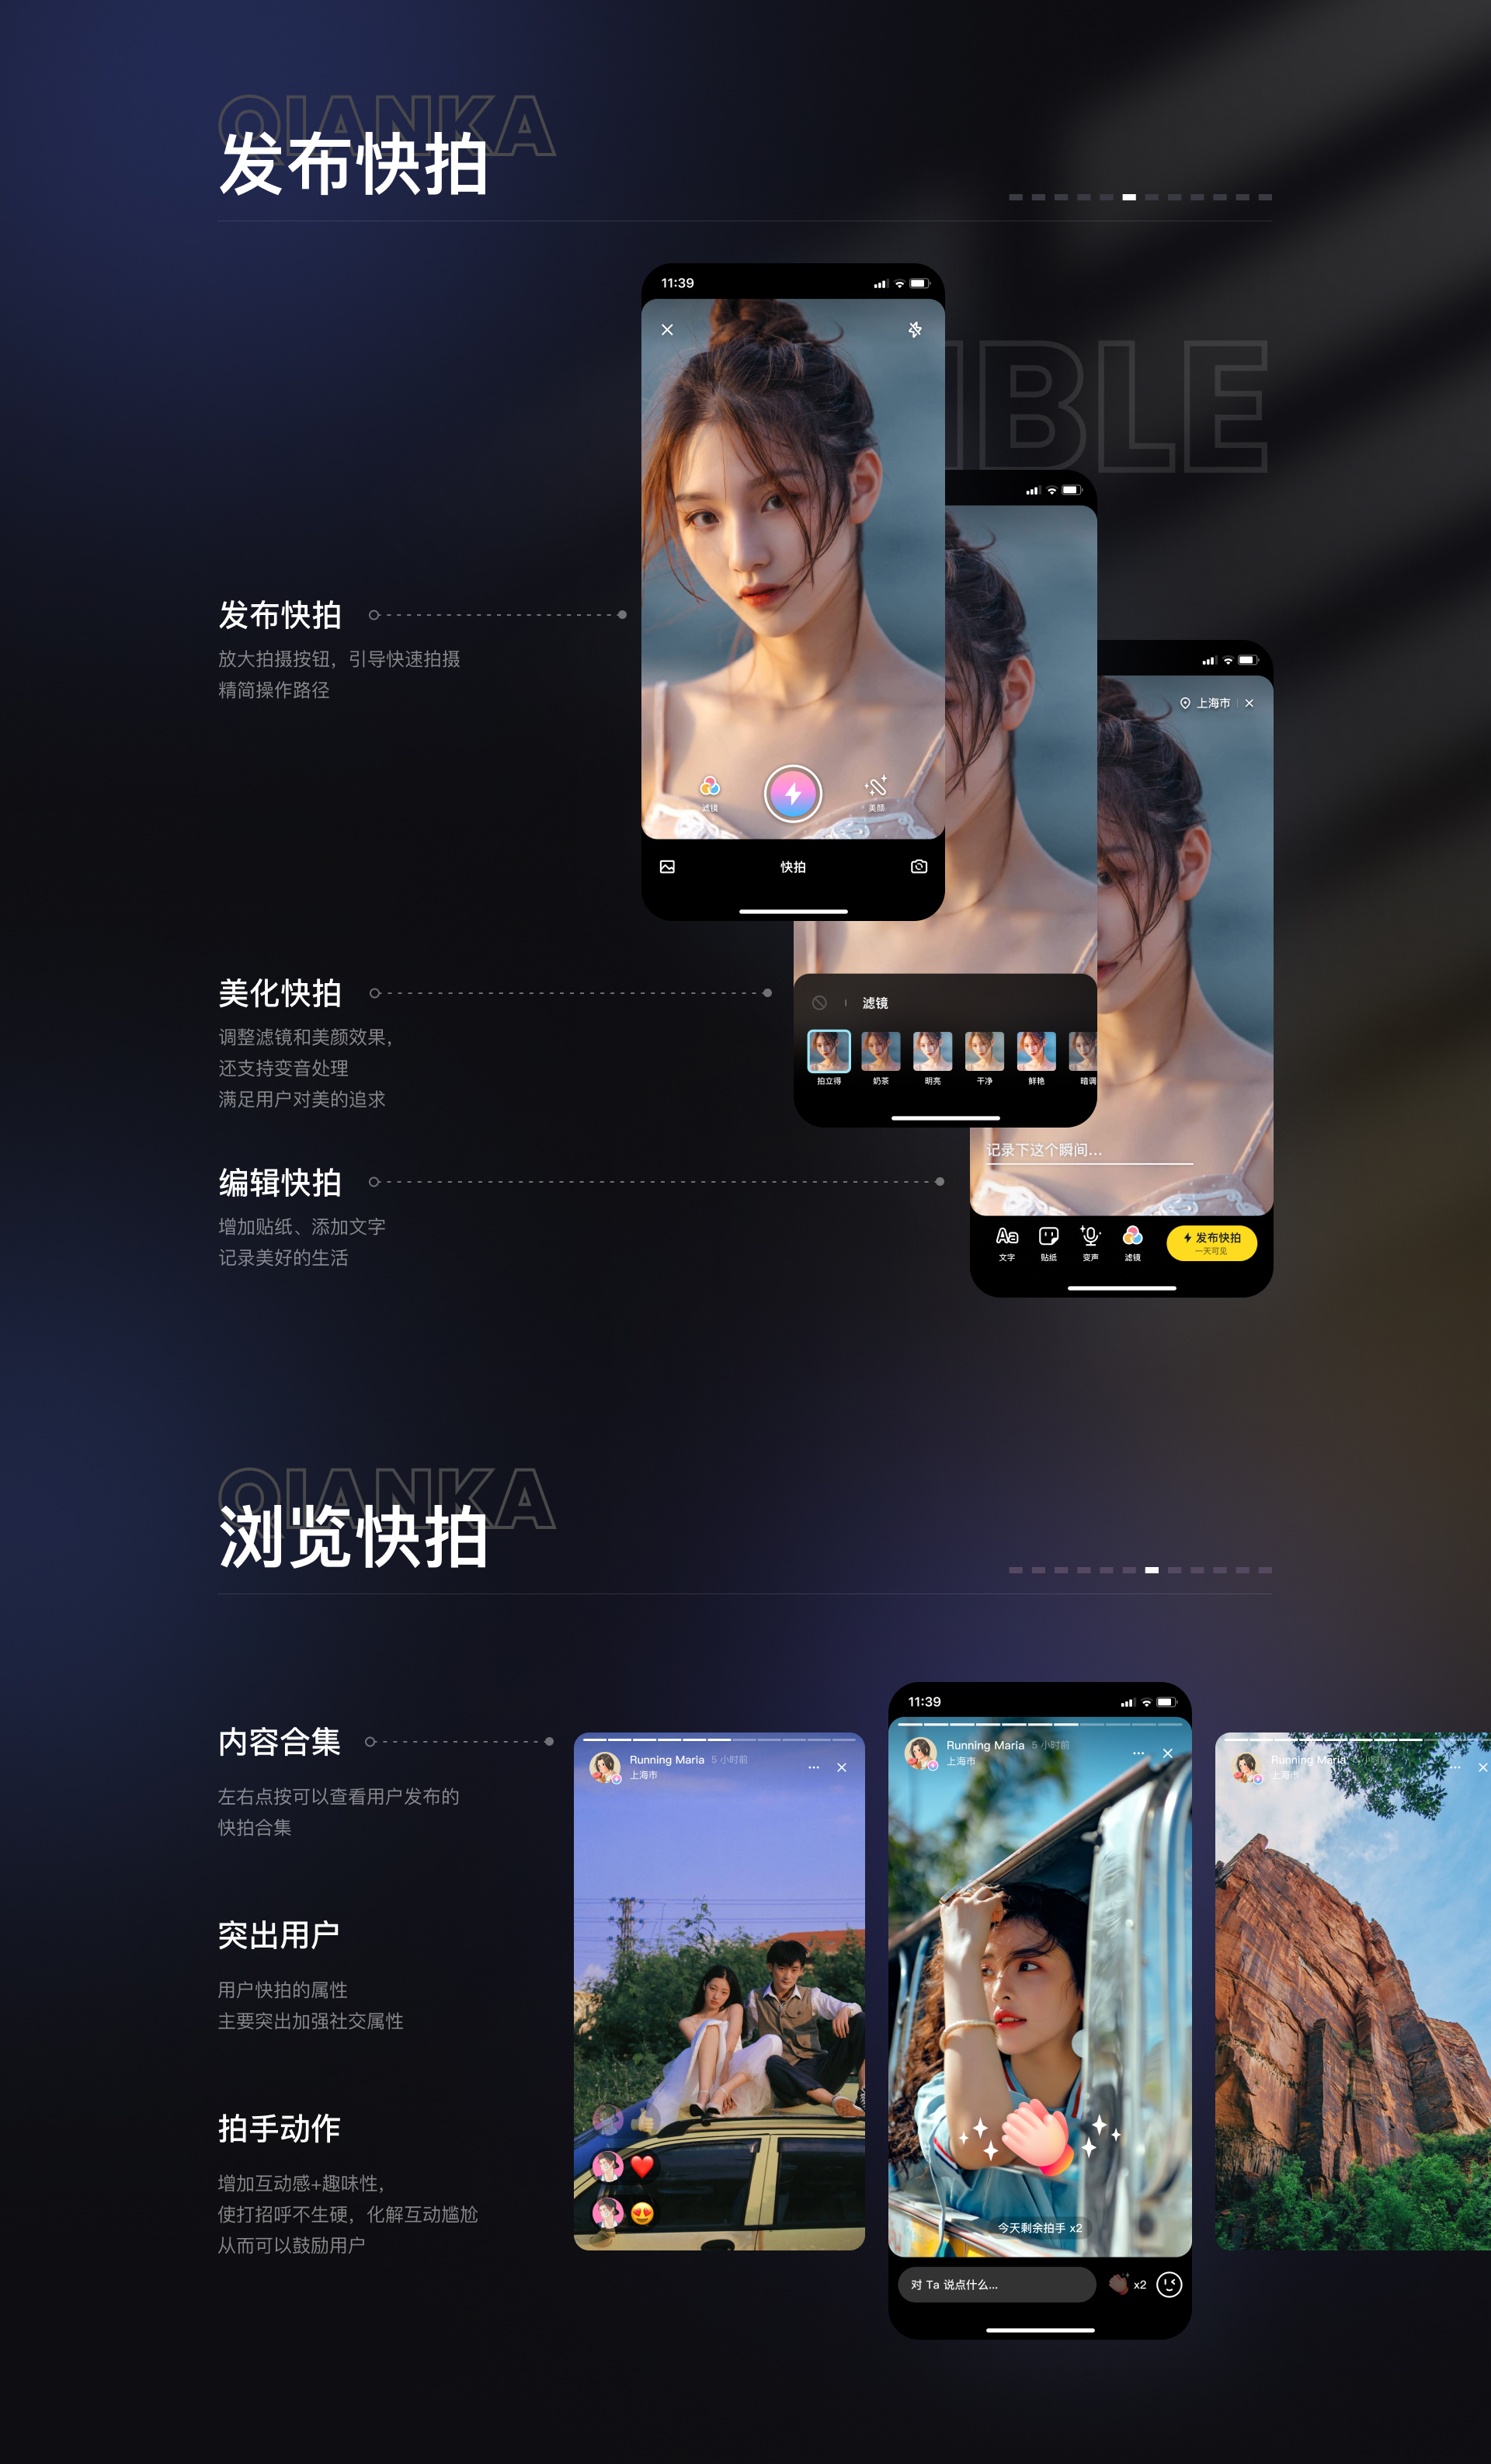 QIANKA
发布快拍
11:39
IBLE
上海市
滤镜
美颜
快拍
发布快拍
放大拍摄按钮，引导快速拍摄
精简操作路径
美化快拍
调整滤镜和美颜效果，
还支持变音处理
满足用户对美的追求
滤镜
拍立得 奶茶 明亮 干净 鲜艳 暗调
编辑快拍
增加贴纸、添加文字
记录美好的生活
记录下这个瞬间...
文字 贴纸 变声 滤镜
发布快拍
一天可见
QIANKA
浏览快拍
内容合集
左右点按可以查看用户发布的
快拍合集
突出用户
用户快拍的属性
主要突出加强社交属性
拍手动作
增加互动感+趣味性，
使打招呼不生硬，化解互动尴尬
从而可以鼓励用户
Running Maria 5 小时前
上海市
11:39
Running Maria 5 小时前
上海市
今天剩余拍手 x2
对 Ta 说点什么...
x2
Running Maria 5 小时前
上海市